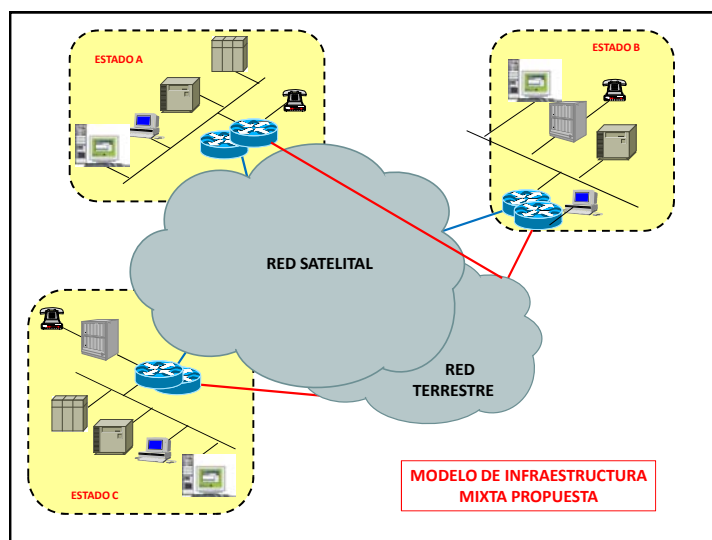 ESTADO A
ESTADO B
RED SATELITAL
RED
TERRESTRE
ESTADO C
MODELO DE INFRAESTRUCTURA
MIXTA PROPUESTA